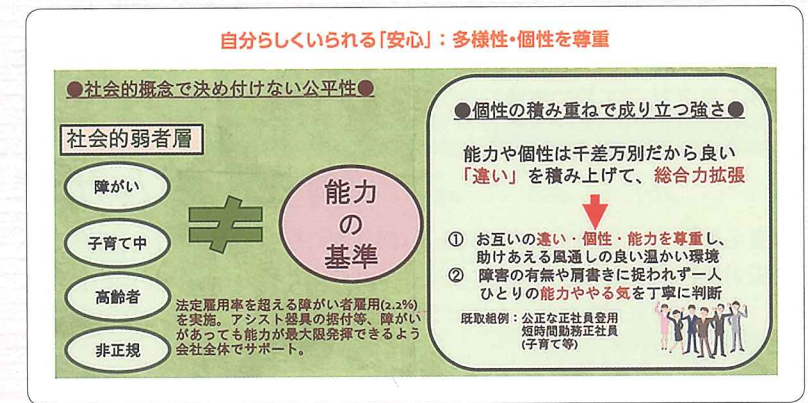 自分らしくいられる「安心」：多様性・個性を尊重
●社会的概念で決め付けない公平性●
社会的弱者層
障がい
子育て中
高齢者
非正規
≠
能力
の
基準
法定雇用率を超える障がい者雇用(2.2%)
を実施。アシスト器具の据付等、障がい
があっても能力が最大限発揮できるよう
会社全体でサポート。
●個性の積み重ねで成り立つ強さ●
能力や個性は千差万別だから良い
「違い」を積み上げて、総合力拡張
① お互いの違い・個性・能力を尊重し、
助けあえる風通しの良い温かい環境
② 障害の有無や肩書きに捉われず一人
ひとりの能力ややる気を丁寧に判断
既取組例：公正な正社員登用
短時間勤務正社員
(子育て等)